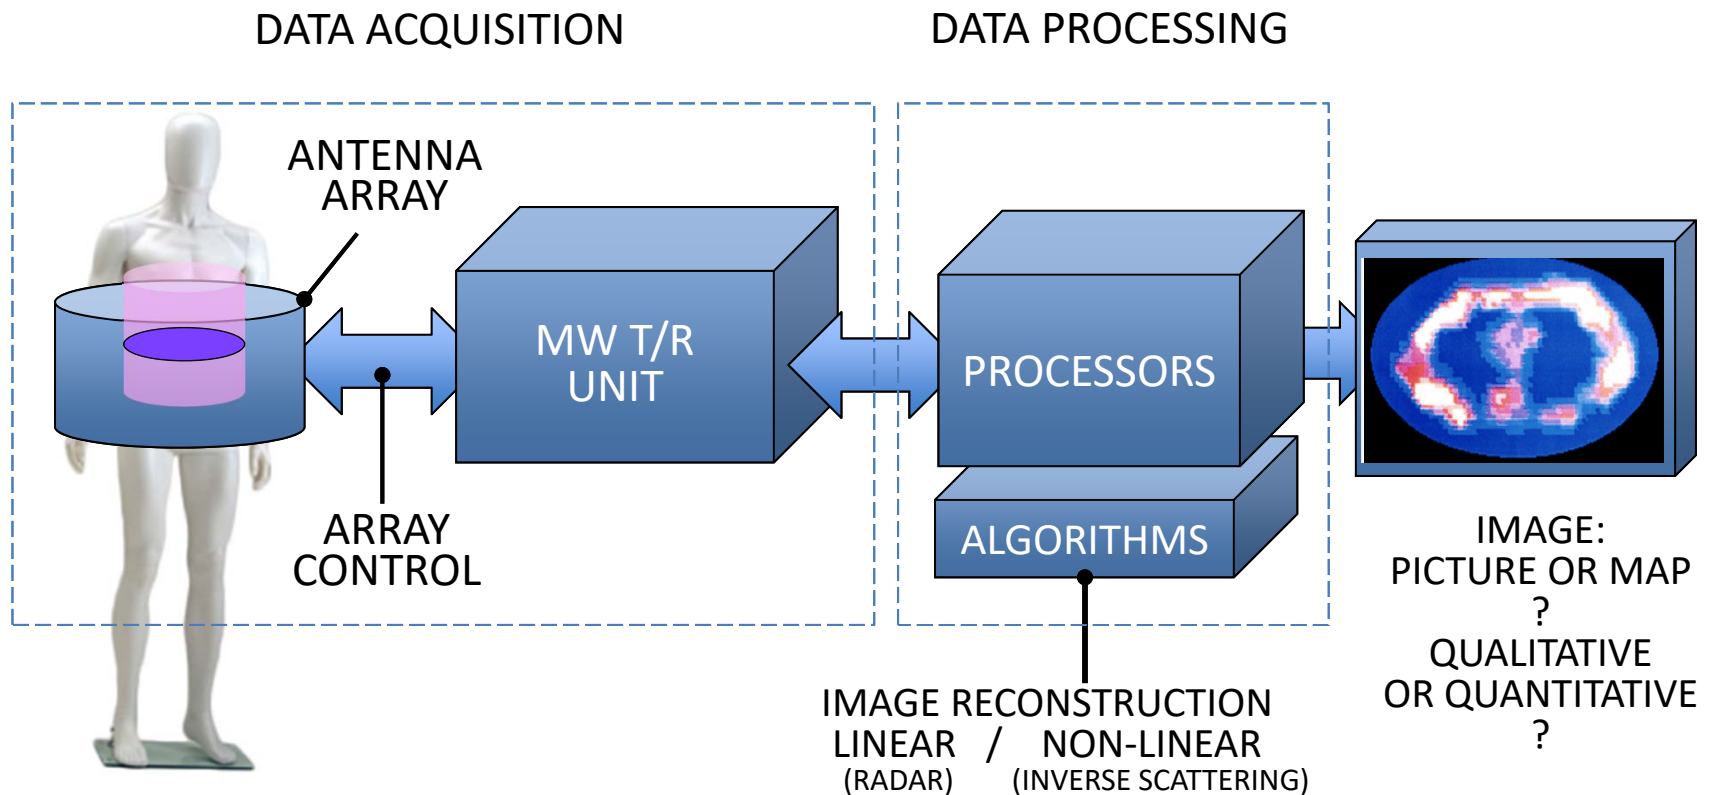 DATA ACQUISITION
DATA PROCESSING
ANTENNA
ARRAY
MW T/R
UNIT
PROCESSORS
ALGORITHMS
ARRAY
CONTROL
IMAGE RECONSTRUCTION
LINEAR / NON-LINEAR
(RADAR) (INVERSE SCATTERING)
IMAGE:
PICTURE OR MAP
?
QUALITATIVE
OR QUANTITATIVE
?